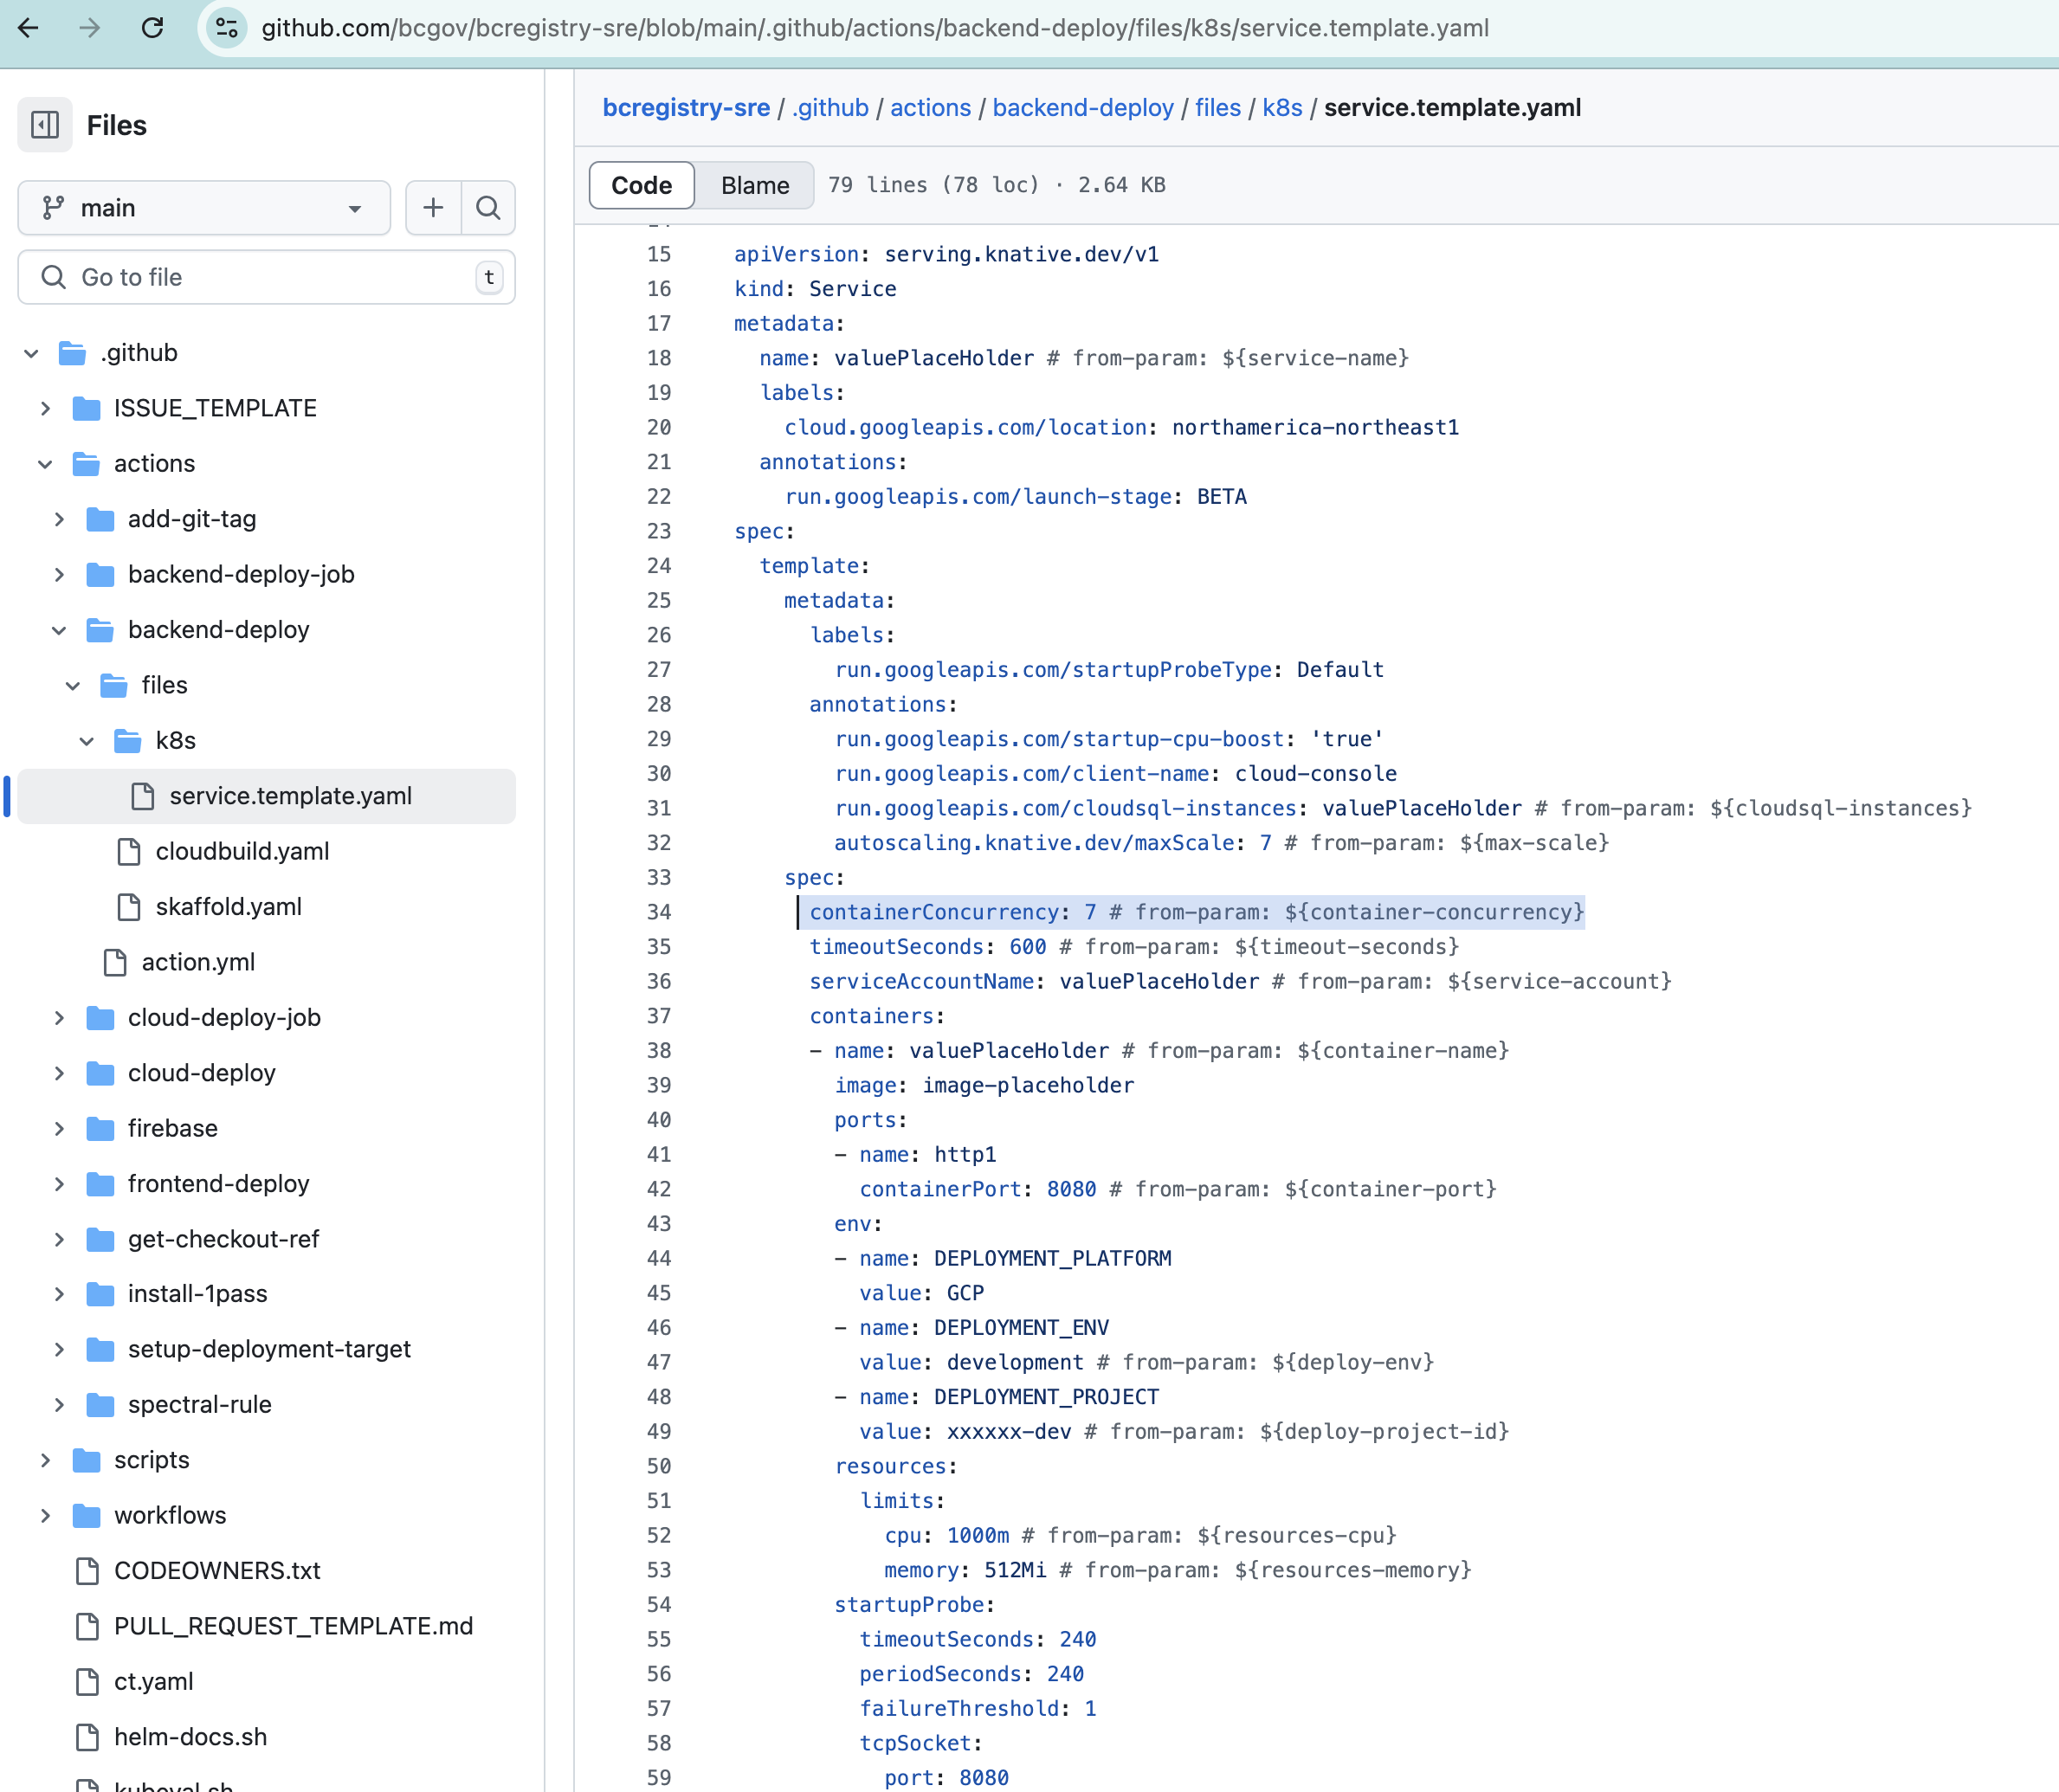 github.com/bcgov/bcregistry-sre/blob/main/.github/actions/backend-deploy/files/k8s/service.template.yaml
Files
main
Go to file
t
.github
ISSUE_TEMPLATE
actions
add-git-tag
backend-deploy-job
backend-deploy
files
k8s
service.template.yaml
cloudbuild.yaml
skaffold.yaml
action.yml
cloud-deploy-job
cloud-deploy
firebase
frontend-deploy
get-checkout-ref
install-1pass
setup-deployment-target
spectral-rule
scripts
workflows
CODEOWNERS.txt
PULL_REQUEST_TEMPLATE.md
ct.yaml
helm-docs.sh
bcregistry-sre / .github / actions / backend-deploy / files / k8s / service.template.yaml
Code Blame 79 lines (78 loc) · 2.64 KB
15 apiVersion: serving.knative.dev/v1
16 kind: Service
17 metadata:
18 name: valuePlaceHolder # from-param: ${service-name}
19 labels:
20 cloud.googleapis.com/location: northamerica-northeast1
21 annotations:
22 run.googleapis.com/launch-stage: BETA
23 spec:
24 template:
25 metadata:
26 labels:
27 run.googleapis.com/startupProbeType: Default
28 annotations:
29 run.googleapis.com/startup-cpu-boost: 'true'
30 run.googleapis.com/client-name: cloud-console
31 run.googleapis.com/cloudsql-instances: valuePlaceHolder # from-param: ${cloudsql-instances}
32 autoscaling.knative.dev/maxScale: 7 # from-param: ${max-scale}
33 spec:
34 containerConcurrency: 7 # from-param: ${container-concurrency}
35 timeoutSeconds: 600 # from-param: ${timeout-seconds}
36 serviceAccountName: valuePlaceHolder # from-param: ${service-account}
37 containers:
38 - name: valuePlaceHolder # from-param: ${container-name}
39 image: image-placeholder
40 ports:
41 - name: http1
42 containerPort: 8080 # from-param: ${container-port}
43 env:
44 - name: DEPLOYMENT_PLATFORM
45 value: GCP
46 - name: DEPLOYMENT_ENV
47 value: development # from-param: ${deploy-env}
48 - name: DEPLOYMENT_PROJECT
49 value: xxxxxx-dev # from-param: ${deploy-project-id}
50 resources:
51 limits:
52 cpu: 1000m # from-param: ${resources-cpu}
53 memory: 512Mi # from-param: ${resources-memory}
54 startupProbe:
55 timeoutSeconds: 240
56 periodSeconds: 240
57 failureThreshold: 1
58 tcpSocket:
59 port: 8080